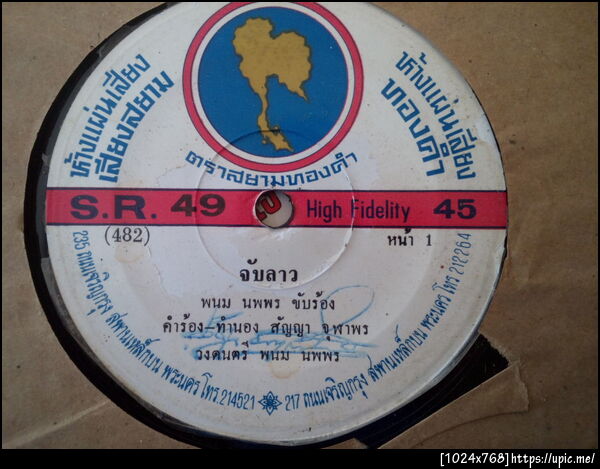 ห้างแผ่นเสียง
เสียงสยาม
ห้างแผ่นเสียง
ทองคำ
ตราสยามทองคำ
S.R. 49
High Fidelity 45
(482)
หน้า 1
จับลาว
พนม นพพร ขับร้อง
คำร้อง-ทำนอง สัญญา จุฬาพร
วงดนตรี พนม นพพร
235 ถนนเจริญกรุง สะพานเหล็กบน พระนคร โทร. 214521
217 ถนนเจริญกรุง สะพานเหล็กบน พระนคร โทร 212264
[1024x768]https://upic.me/